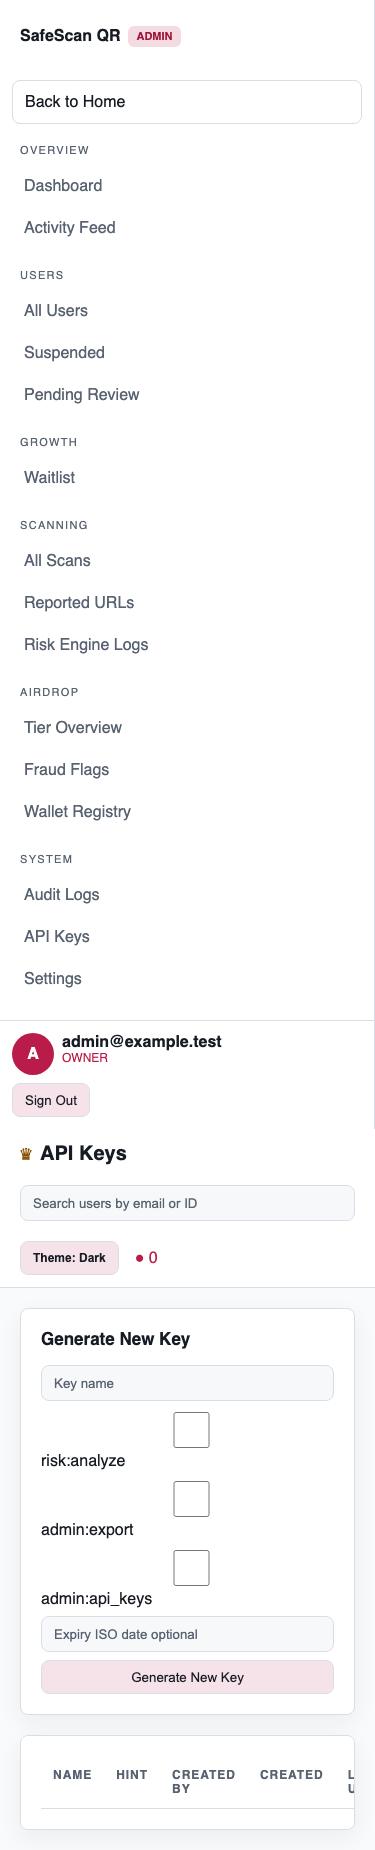 SafeScan QR ADMIN
Back to Home
OVERVIEW
Dashboard
Activity Feed
USERS
All Users
Suspended
Pending Review
GROWTH
Waitlist
SCANNING
All Scans
Reported URLs
Risk Engine Logs
AIRDROP
Tier Overview
Fraud Flags
Wallet Registry
SYSTEM
Audit Logs
API Keys
Settings
A admin@example.test
OWNER
Sign Out
♛ API Keys
Search users by email or ID
Theme: Dark ● 0
Generate New Key
Key name
risk:analyze
admin:export
admin:api_keys
Expiry ISO date optional
Generate New Key
NAME HINT CREATED CREATED
BY